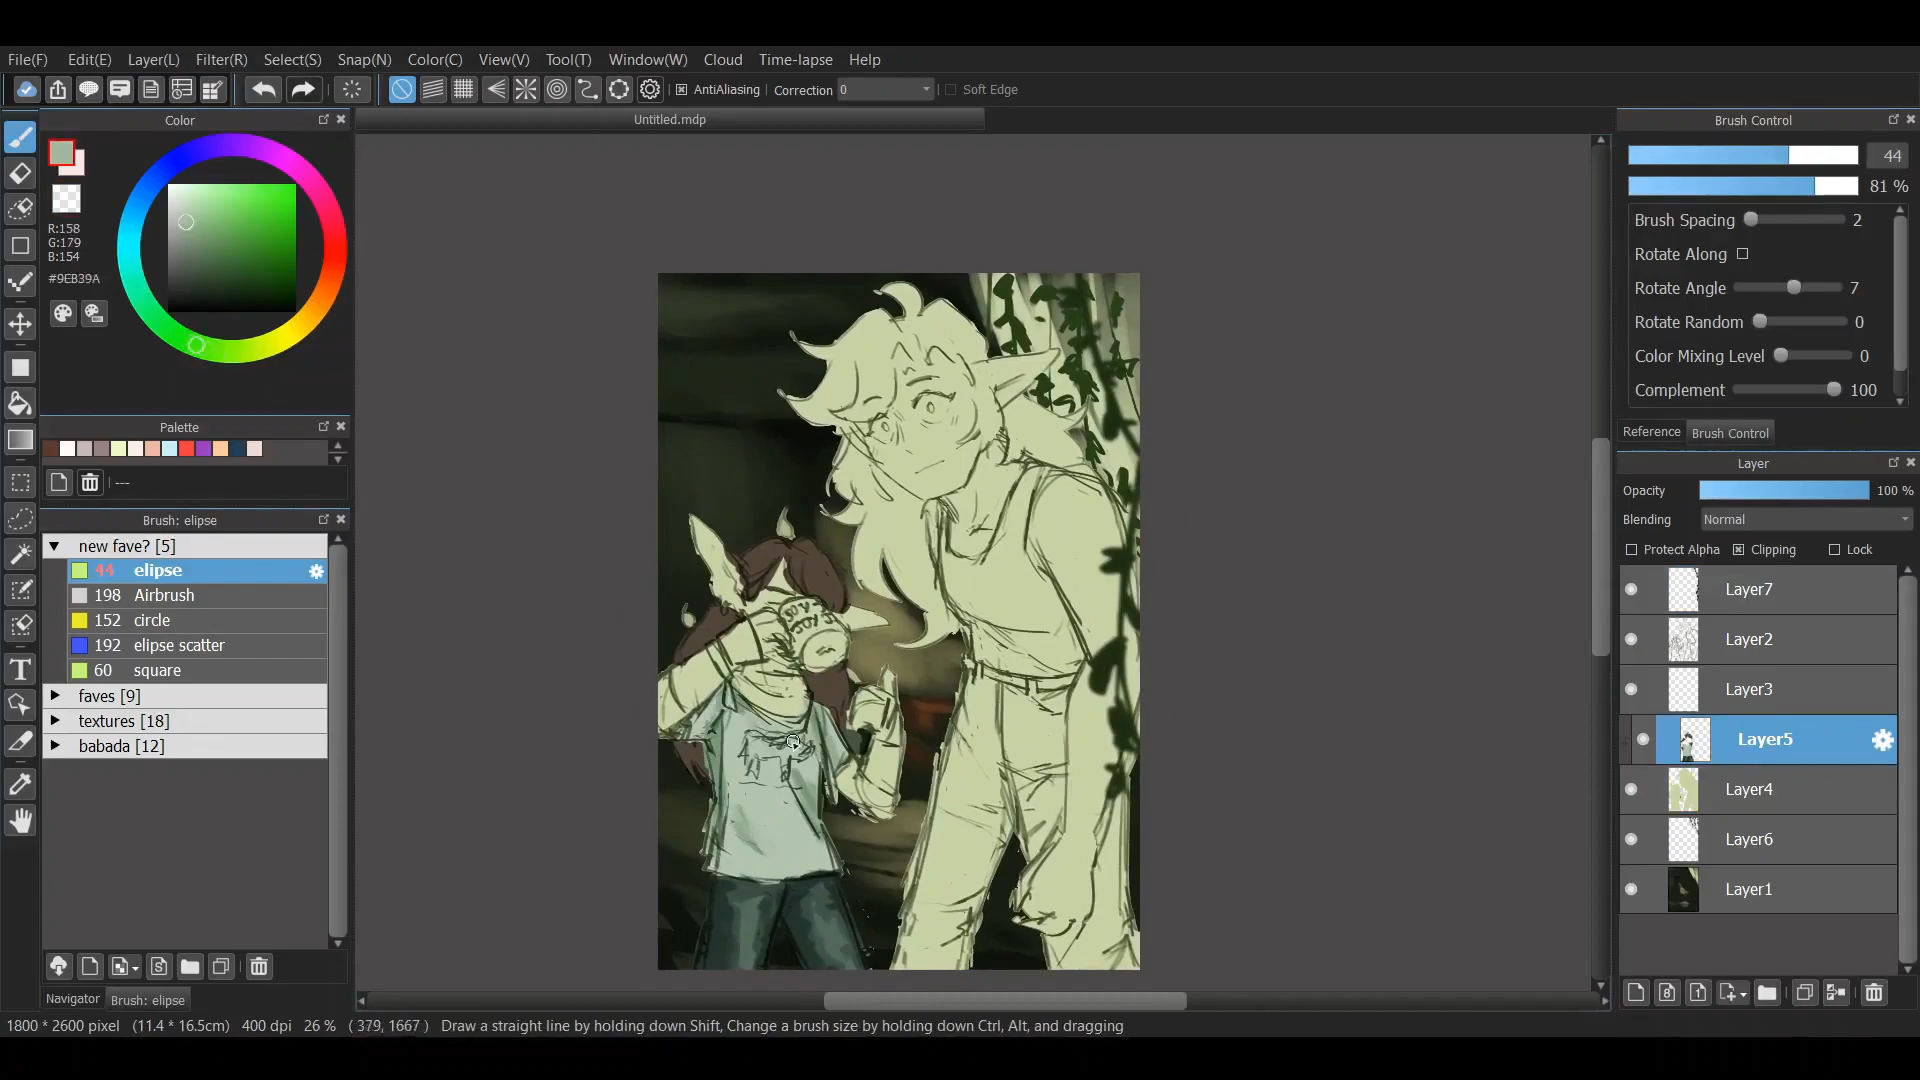 File(F) Edit(E) Layer(L) Filter(R) Select(S) Snap(N) Color(C) View(V) Tool(T) Window(W) Cloud Time-lapse Help
AntiAliasing Correction 0 Soft Edge
Color
Untitled.mdp
Brush Control
R:158
G:179
B:154
#9EB39A
44
81 %
Brush Spacing 2
Rotate Along
Rotate Angle 7
Rotate Random 0
Color Mixing Level 0
Complement 100
Reference Brush Control
Palette
---
Brush: elipse
new fave? [5]
44 elipse
198 Airbrush
152 circle
192 elipse scatter
60 square
faves [9]
textures [18]
babada [12]
Navigator Brush: elipse
Layer
Opacity 100 %
Blending Normal
Protect Alpha Clipping Lock
Layer7
Layer2
Layer3
Layer5
Layer4
Layer6
Layer1
T
8
1
S
1800 * 2600 pixel (11.4 * 16.5cm) 400 dpi 26 % ( 379, 1667 ) Draw a straight line by holding down Shift, Change a brush size by holding down Ctrl, Alt, and dragging